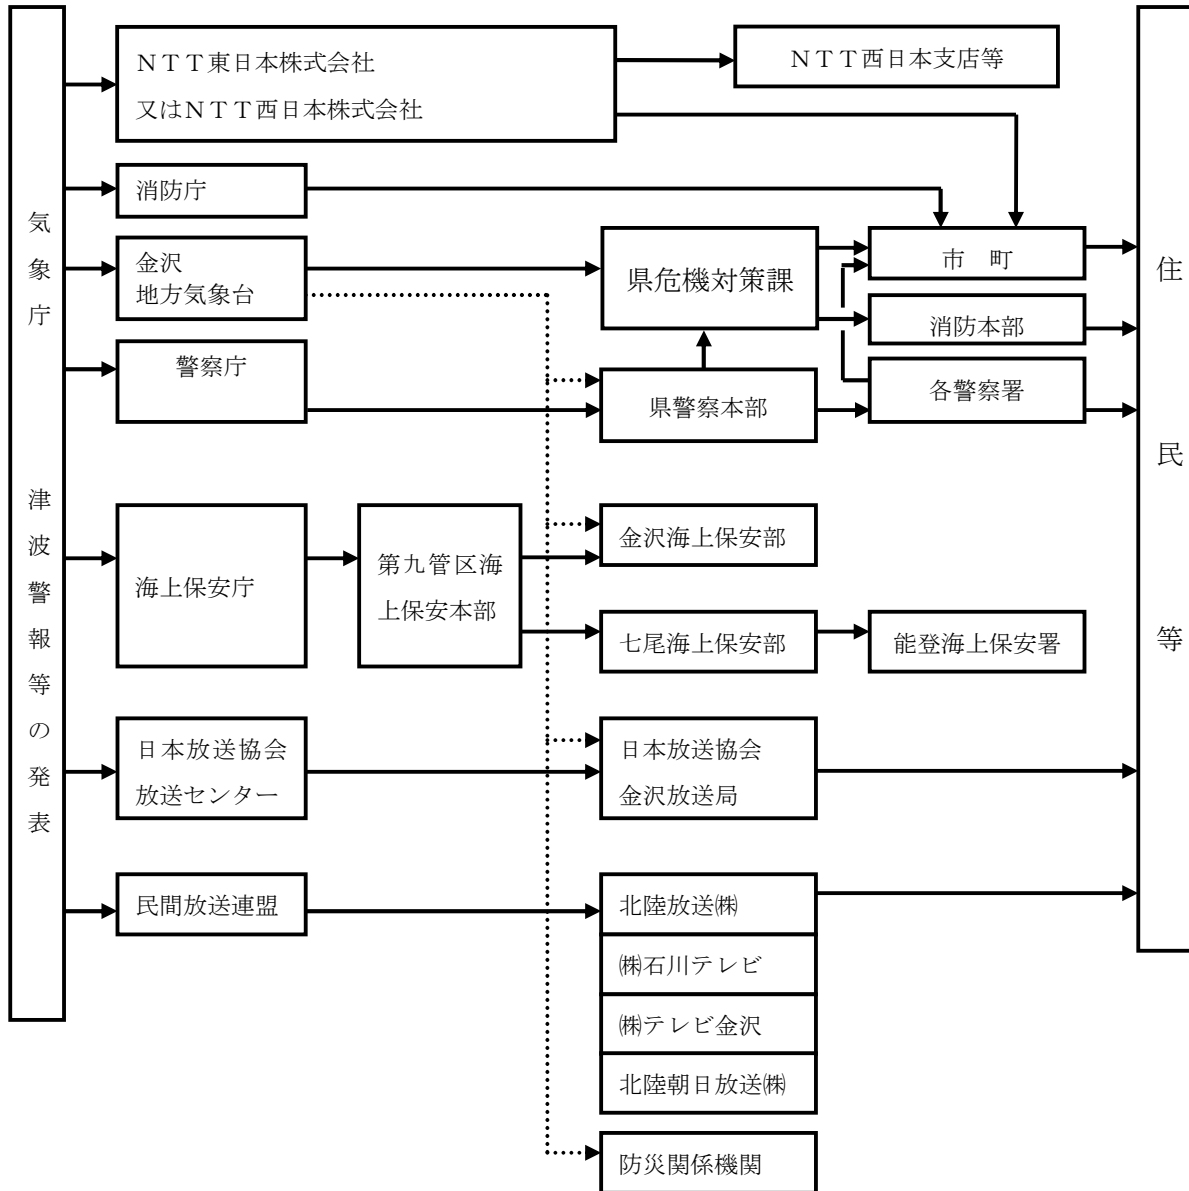 気象庁　津波警報等の発表
ＮＴＴ東日本株式会社
又はＮＴＴ西日本株式会社
ＮＴＴ西日本支店等
消防庁
金沢
地方気象台
県危機対策課
市　町
消防本部
警察庁
県警察本部
各警察署
海上保安庁
第九管区海
上保安本部
金沢海上保安部
七尾海上保安部
能登海上保安署
日本放送協会
放送センター
日本放送協会
金沢放送局
民間放送連盟
北陸放送㈱
㈱石川テレビ
㈱テレビ金沢
北陸朝日放送㈱
防災関係機関
住民等